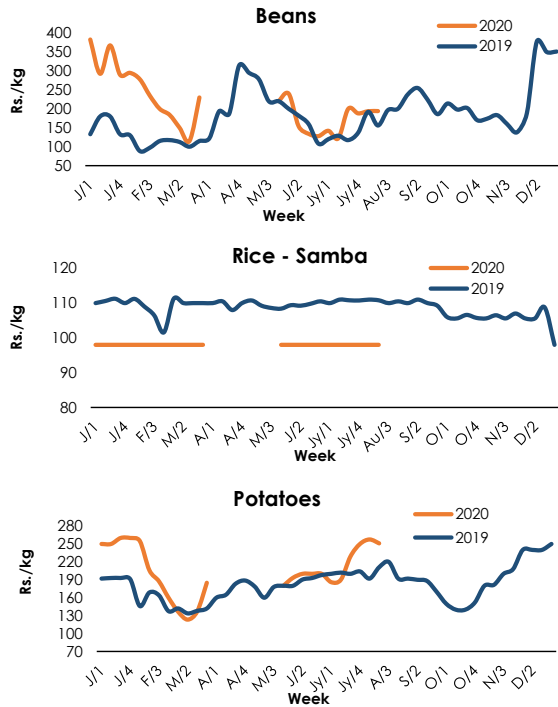 Beans
2020
2019
Rs./kg
400
350
300
250
200
150
100
50
J/1
J/4
F/3
M/2
A/1
A/4
M/3
J/2
Jy/1
Jy/4
AU/3
S/2
O/1
O/4
N/3
D/2
Week
Rice - Samba
2020
2019
Rs./kg
120
110
100
90
80
J/1
J/4
F/3
M/2
A/1
A/4
M/3
J/2
Jy/1
Jy/4
AU/3
S/2
O/1
O/4
N/3
D/2
Week
Potatoes
2020
2019
Rs./kg
280
250
220
190
160
130
100
70
J/1
J/4
F/3
M/2
A/1
A/4
M/3
J/2
Jy/1
Jy/4
A/3
S/2
O/1
O/4
N/3
D/2
Week